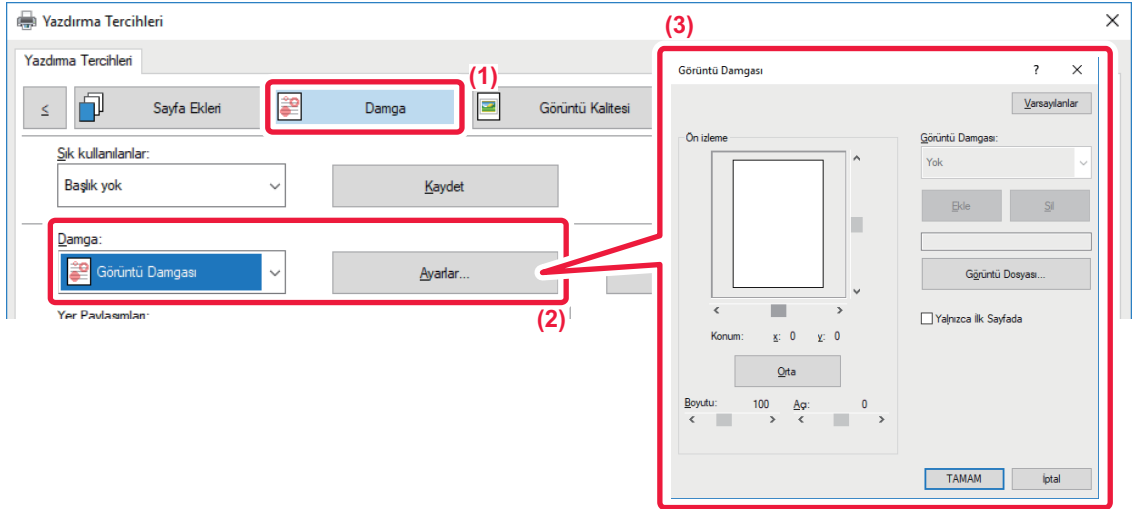 Yazdırma Tercihleri
Yazdırma Tercihleri
(1)
<
Sayfa Ekleri
Damga
Görüntü Kalitesi
Sık kullanılanlar:
Başlık yok
Kaydet
Damga:
Görüntü Damgası
Ayarlar...
(2)
Yer Paylaşımları:
(3)
Görüntü Damgası
?
Varsayılanlar
Ön izleme
Konum: x: 0 y: 0
Orta
Boyutu: 100 Açı: 0
Görüntü Damgası:
Yok
Ekle Sil
Görüntü Dosyası...
Yalnızca İlk Sayfada
TAMAM İptal